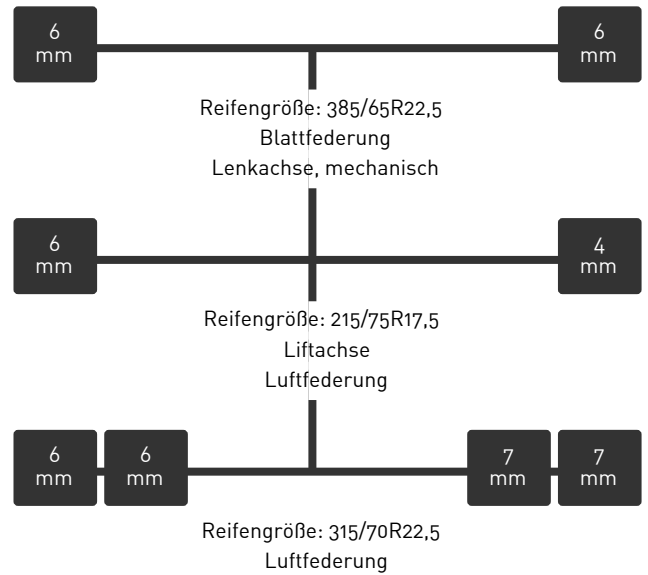 6 6
mm mm
Reifengröße: 385/65R22,5
Blattfederung
Lenkachse, mechanisch
6 4
mm mm
Reifengröße: 215/75R17,5
Liftachse
Luftfederung
6 6 7 7
mm mm mm mm
Reifengröße: 315/70R22,5
Luftfederung